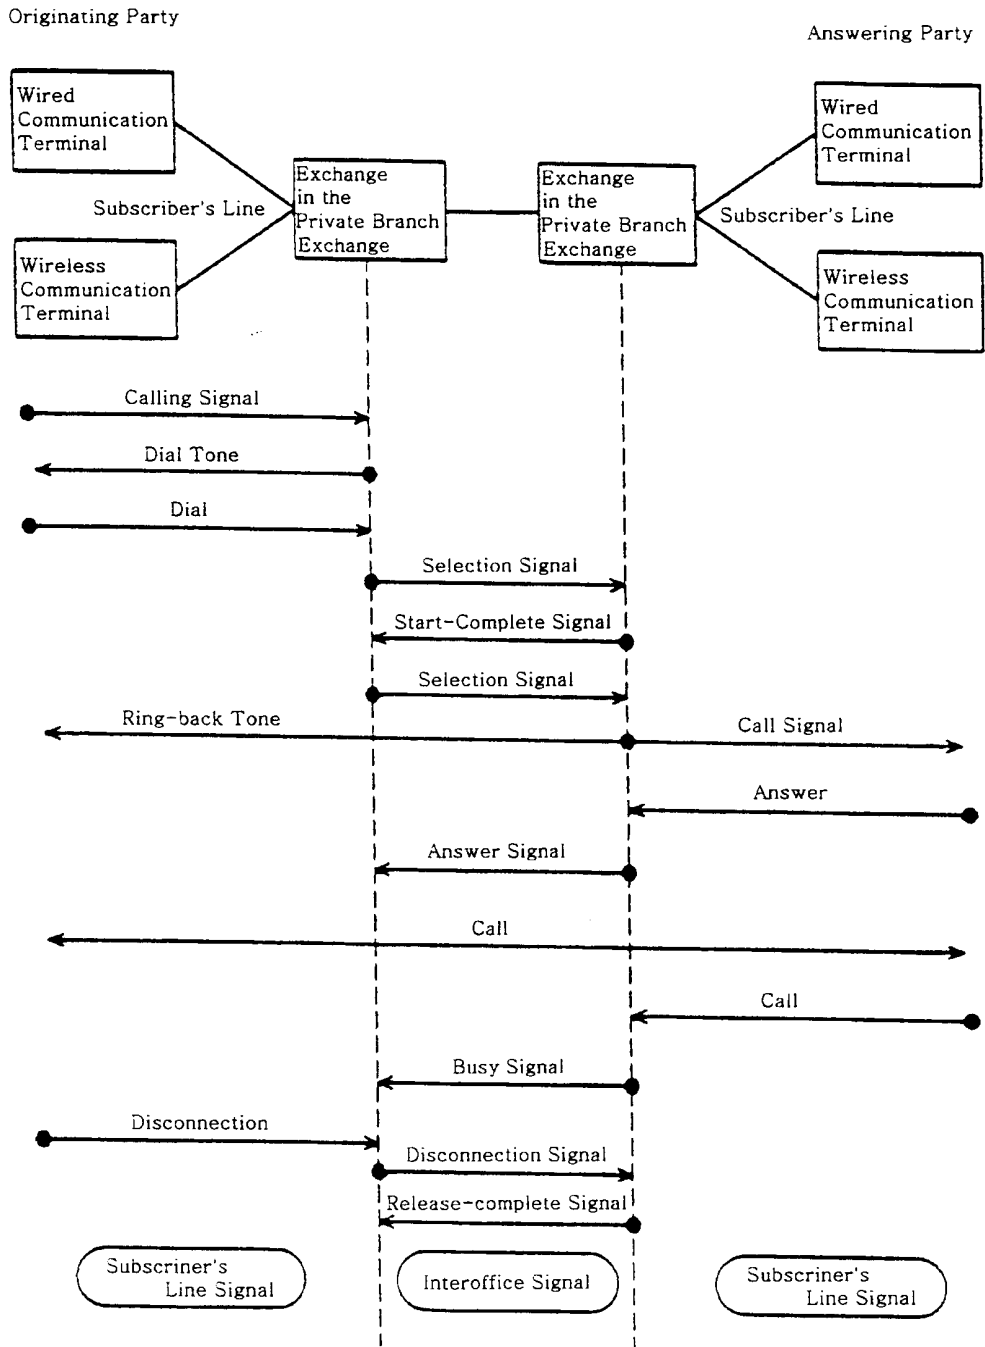 Originating Party
Answering Party
Wired
Communication
Terminal
Wired
Communication
Terminal
Exchange
in the
Private Branch
Exchange
Exchange
in the
Private Branch
Exchange
Subscriber's Line
Subscriber's Line
Wireless
Communication
Terminal
Wireless
Communication
Terminal
Calling Signal
Dial Tone
Dial
Selection Signal
Start-Complete Signal
Selection Signal
Ring-back Tone
Call Signal
Answer
Answer Signal
Call
Call
Busy Signal
Disconnection
Disconnection Signal
Release-complete Signal
Subscriner's
Line Signal
Interoffice Signal
Subscriner's
Line Signal